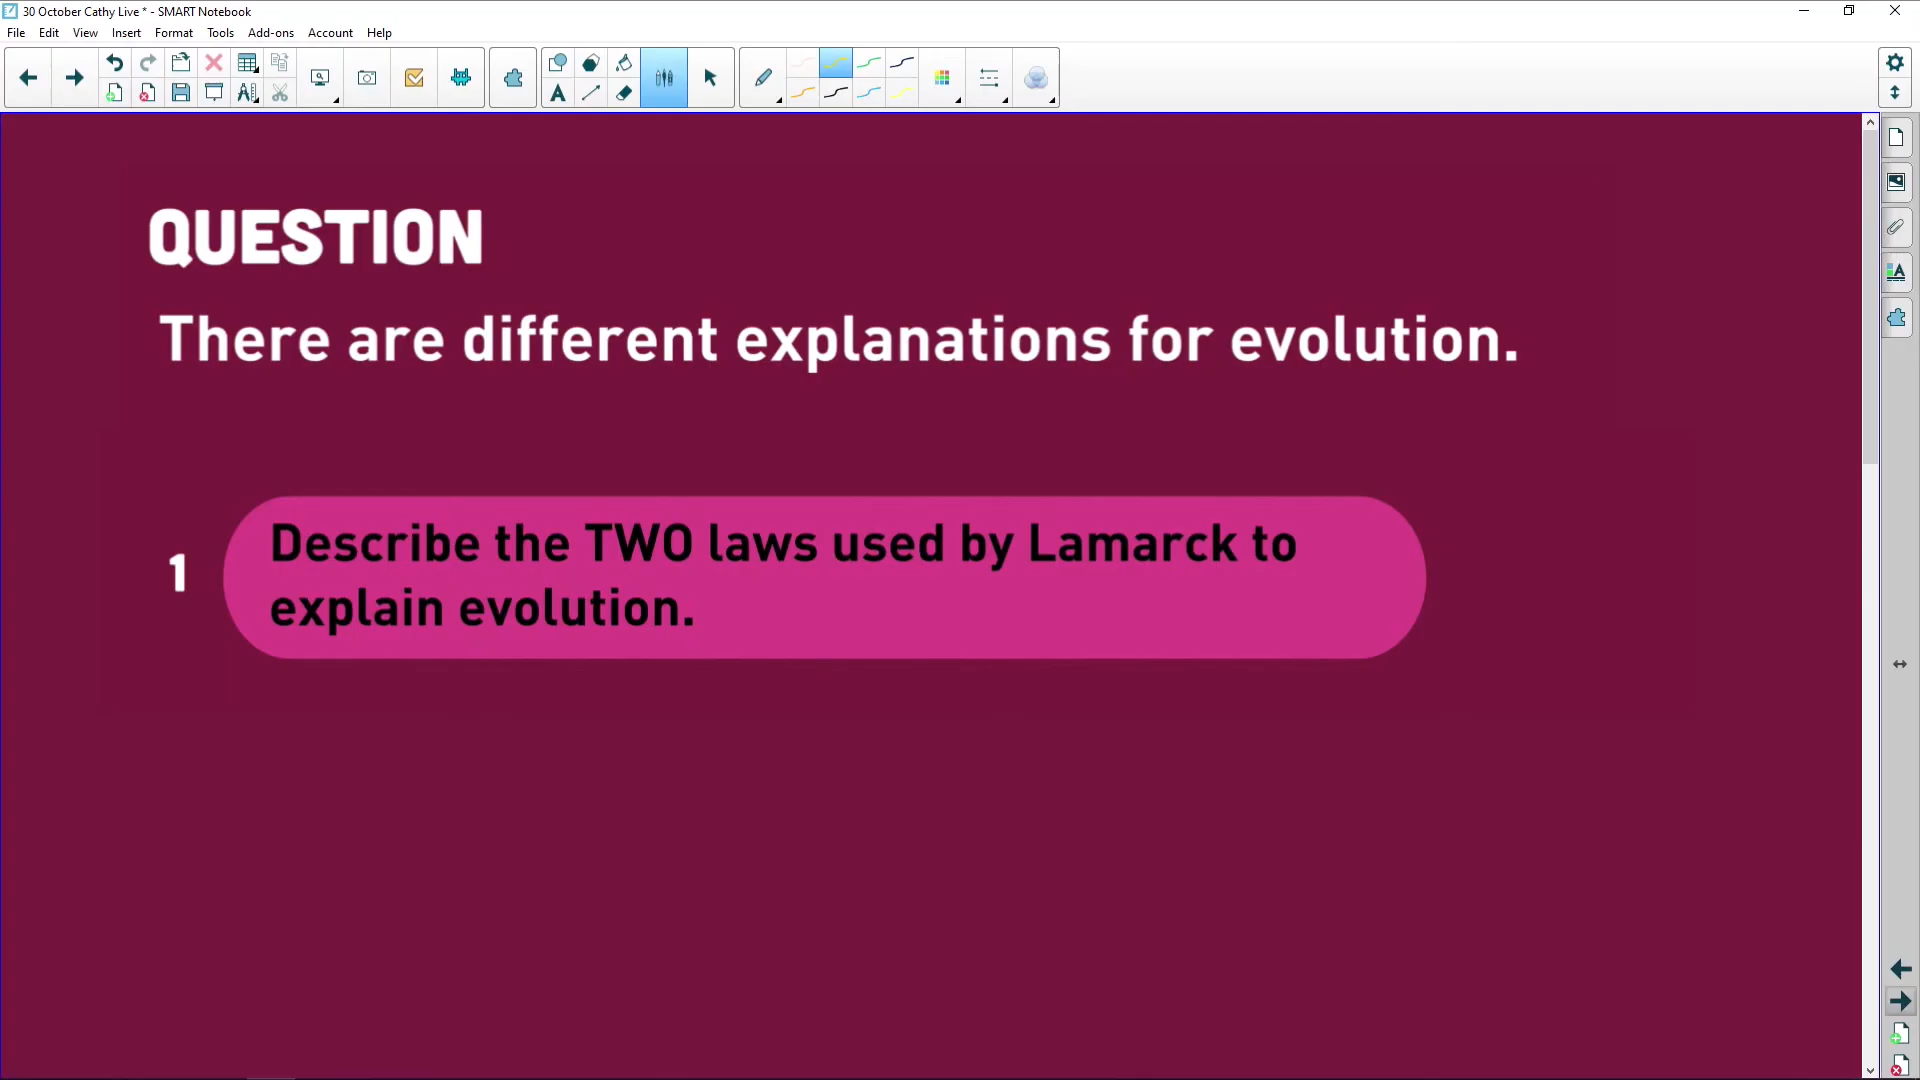 30 October Cathy Live * - SMART Notebook
File Edit View Insert Format Tools Add-ons Account Help
QUESTION
There are different explanations for evolution.
1
Describe the TWO laws used by Lamarck to
explain evolution.